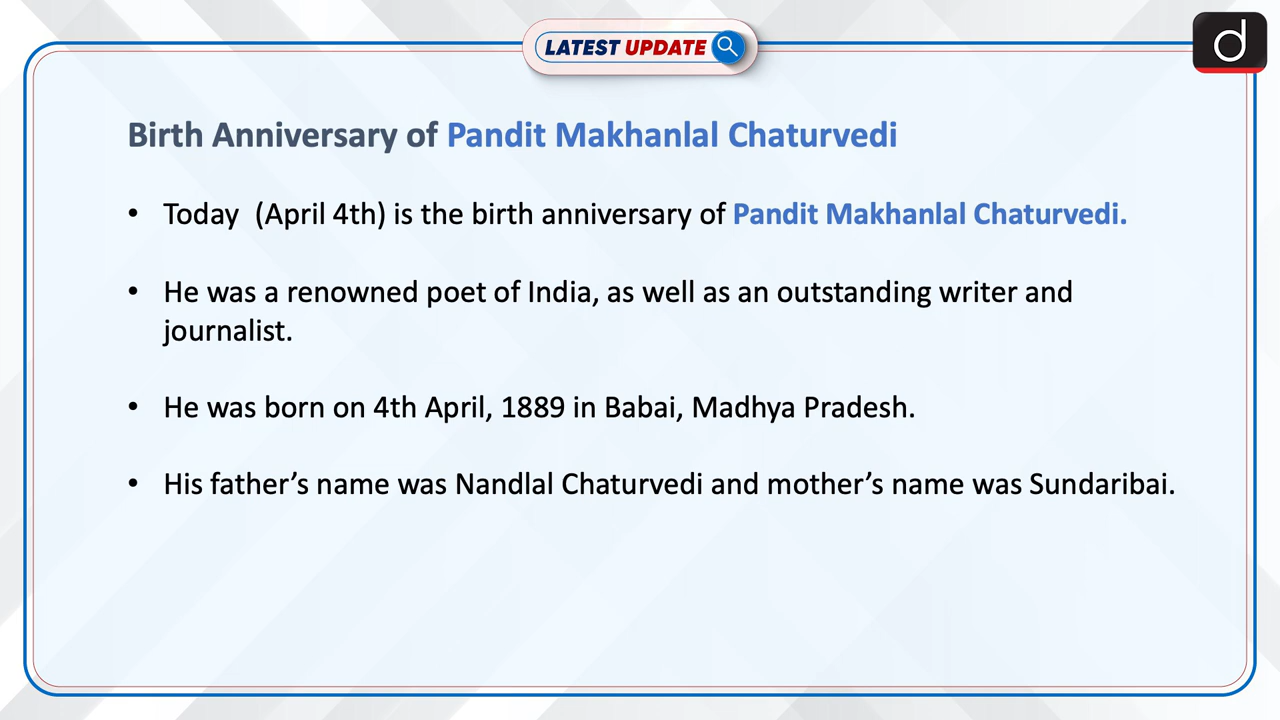 LATEST UPDATE
d
Birth Anniversary of Pandit Makhanlal Chaturvedi
• Today  (April 4th) is the birth anniversary of Pandit Makhanlal Chaturvedi.
• He was a renowned poet of India, as well as an outstanding writer and
journalist.
• He was born on 4th April, 1889 in Babai, Madhya Pradesh.
• His father’s name was Nandlal Chaturvedi and mother’s name was Sundaribai.